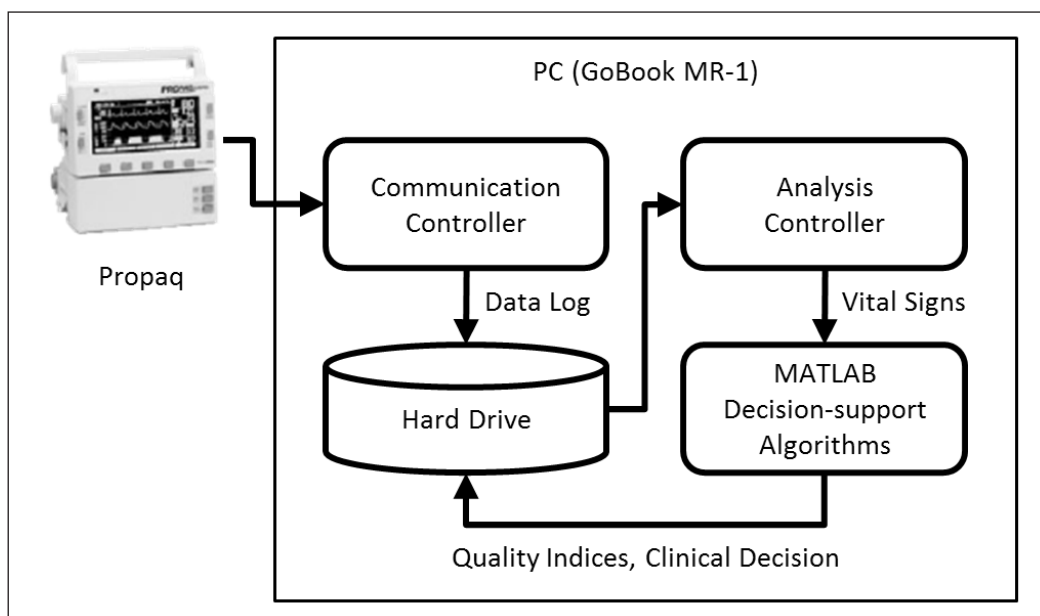 PC (GoBook MR-1)
Propaq
Communication
Controller
Analysis
Controller
Data Log
Vital Signs
Hard Drive
MATLAB
Decision-support
Algorithms
Quality Indices, Clinical Decision